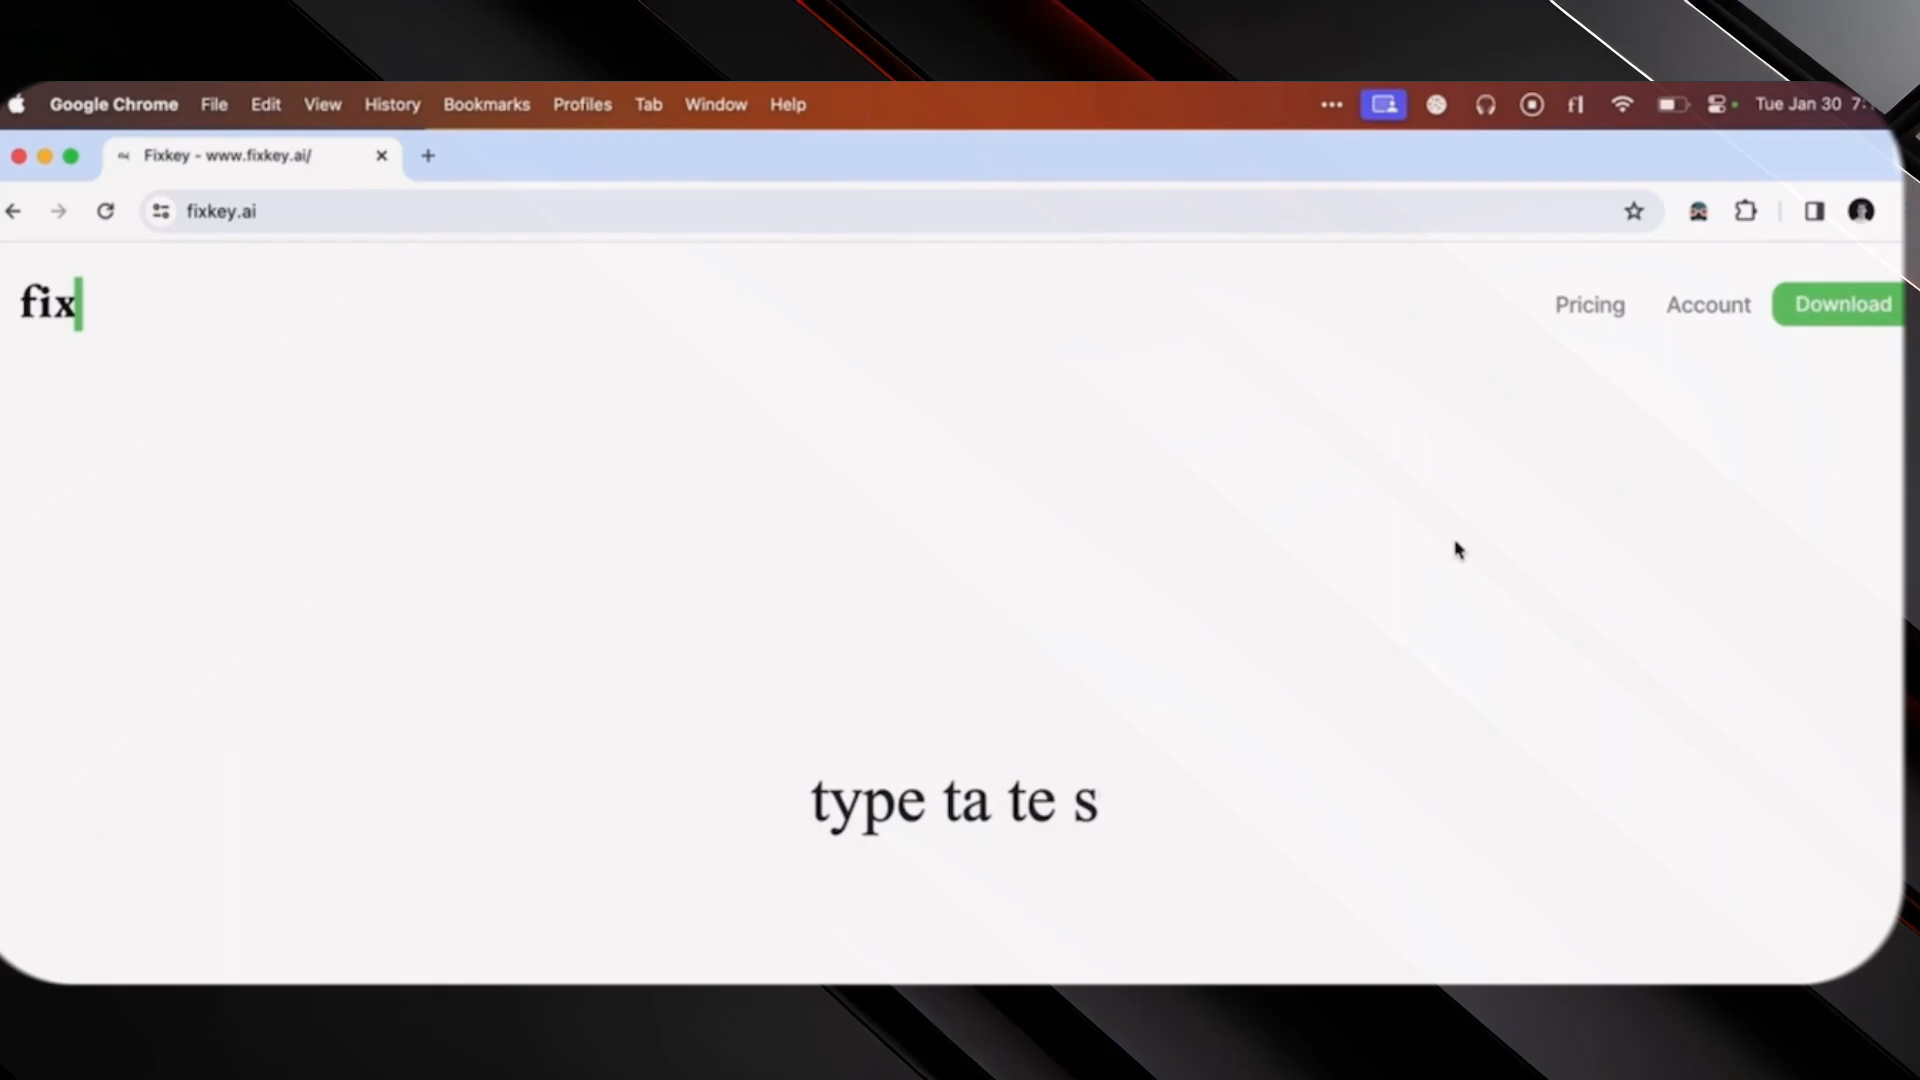 Google Chrome File Edit View History Bookmarks Profiles Tab Window Help ••• Tue Jan 30
Fixkey - www.fixkey.ai/
fixkey.ai
fix
Pricing Account Download
type ta te s